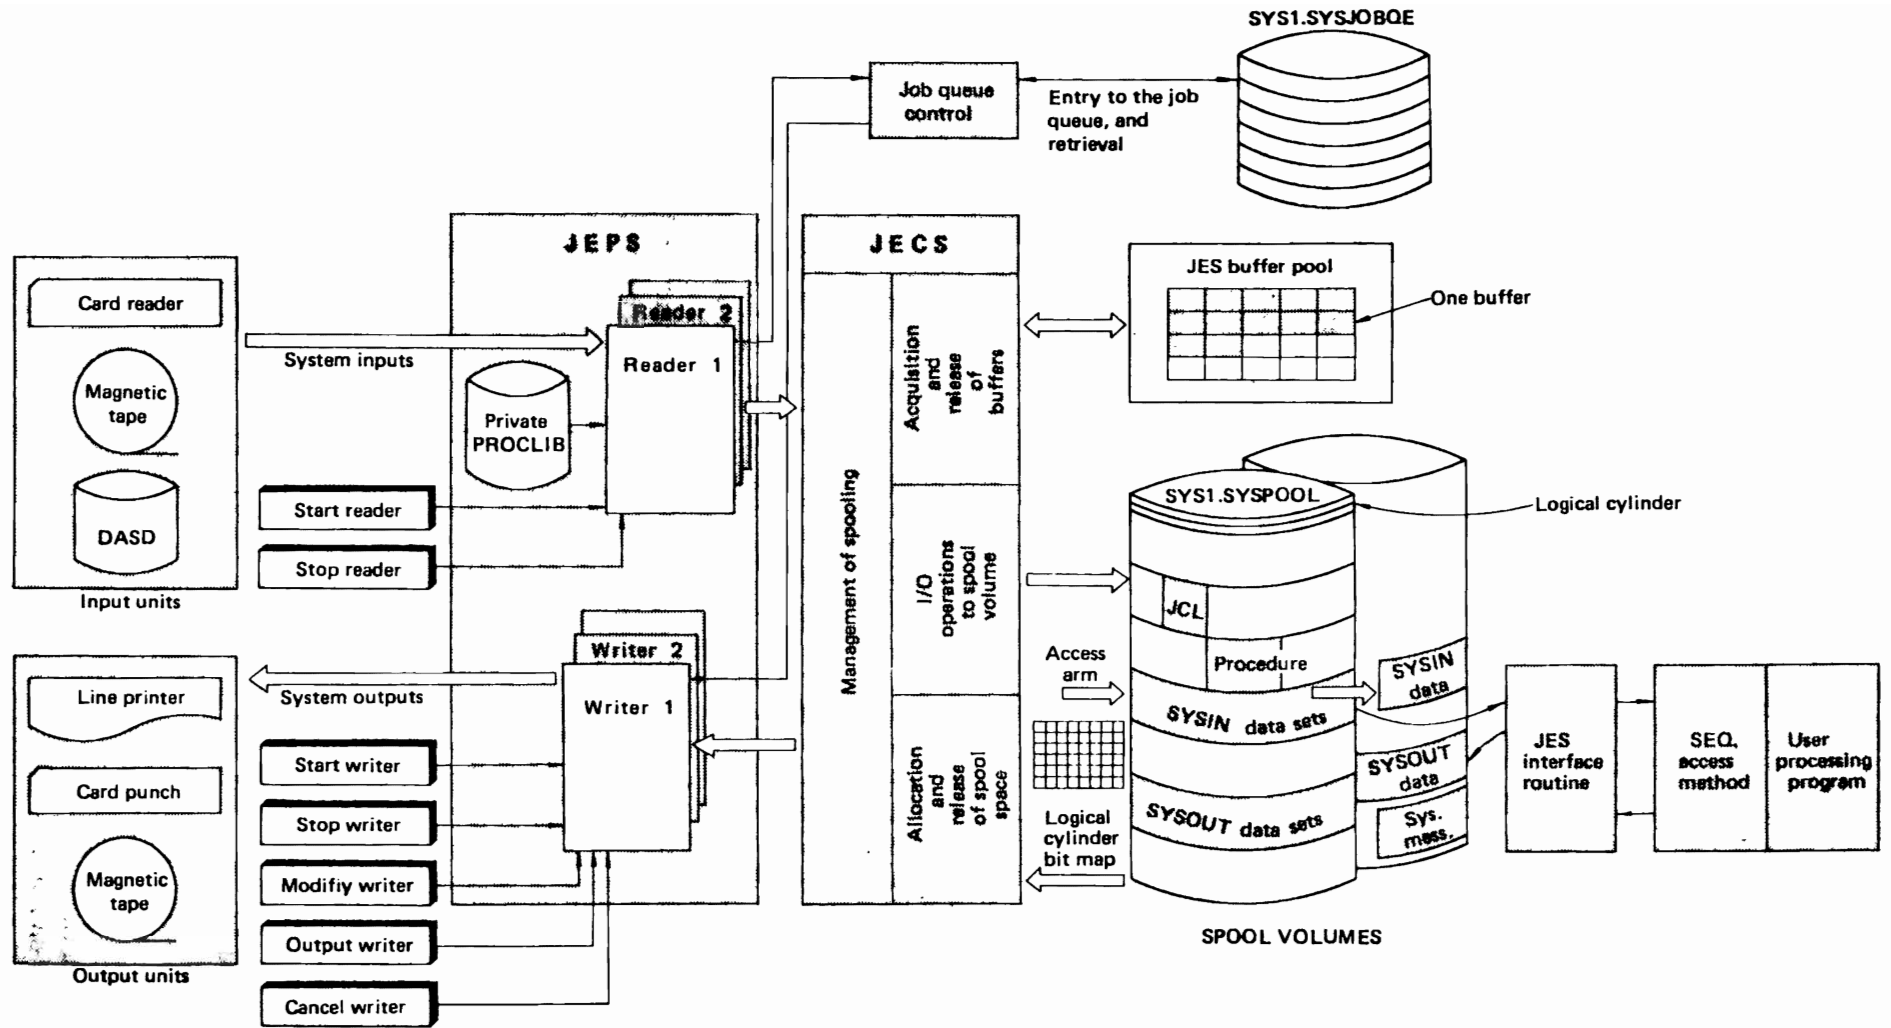 SYS1.SYSJOBQE
Job queue
control
Entry to the job
queue, and
retrieval
JEPS
JECS
JES buffer pool
One buffer
Card reader
Magnetic
tape
DASD
Input units
System inputs
Reader 2
Reader 1
Private
PROCLIB
Start reader
Stop reader
Management of spooling
Acquisition
and
release
of
buffers
I/O
operations
to spool
volume
Allocation
and
release
of spool
space
SYS1.SYSPOOL
Logical cylinder
JCL
Procedure
Access
arm
SYSIN data sets
SYSIN
data
SYSOUT
data
SYSOUT data sets
Sys.
mess.
Logical
cylinder
bit map
SPOOL VOLUMES
JES
interface
routine
SEQ.
access
method
User
processing
program
Line printer
Card punch
Magnetic
tape
Output units
System outputs
Writer 2
Writer 1
Start writer
Stop writer
Modifiy writer
Output writer
Cancel writer